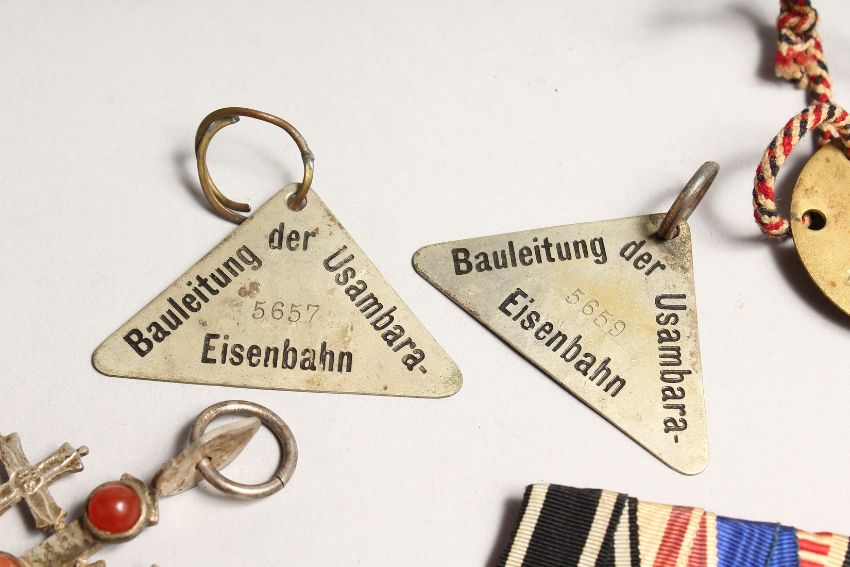 Bauleitung der Usambara-
5657
Eisenbahn
Bauleitung der Usambara-
5659
Eisenbahn